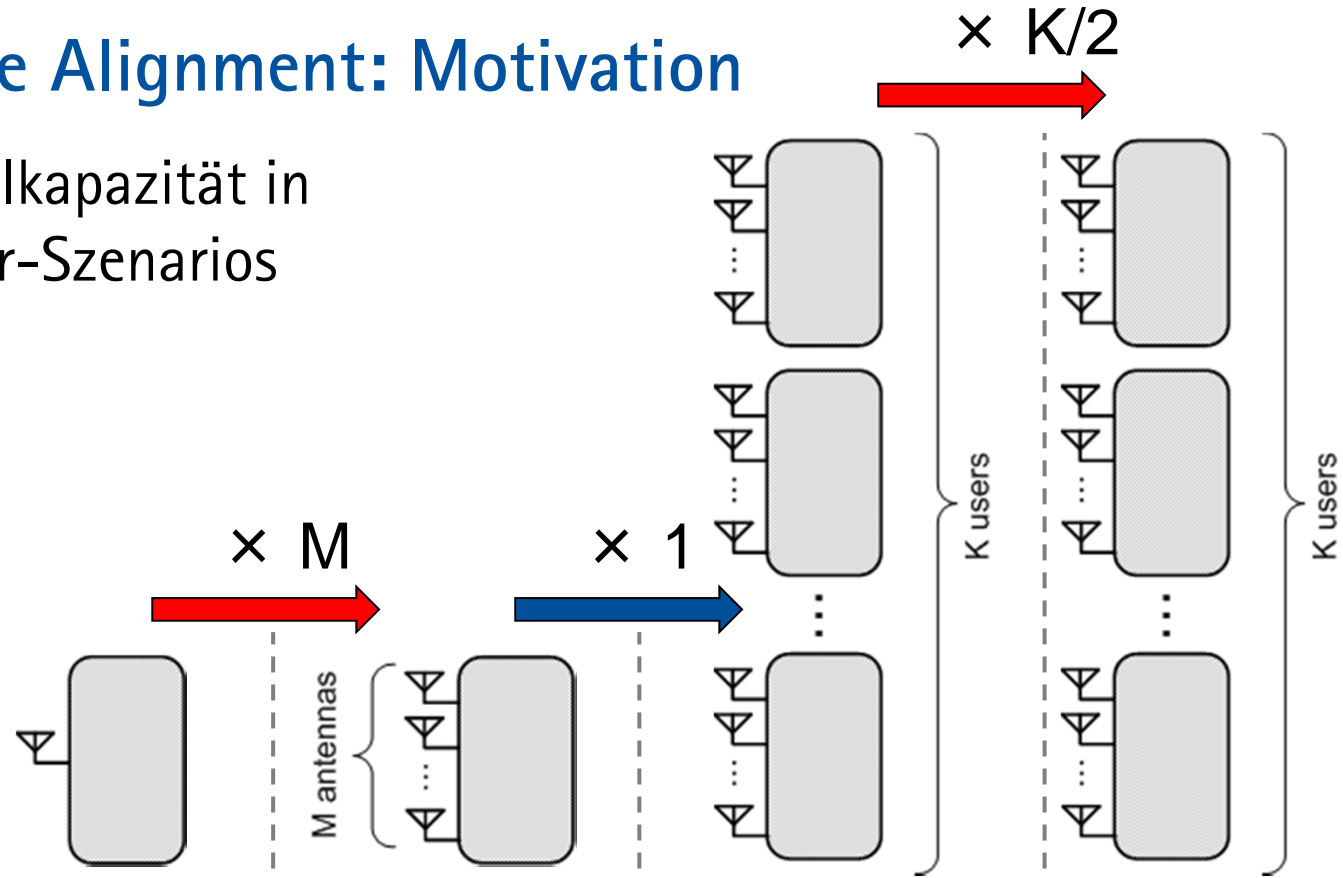 e Alignment: Motivation
× K/2
lkapazität in
r-Szenarios
× M
× 1
M antennas
K users
K users